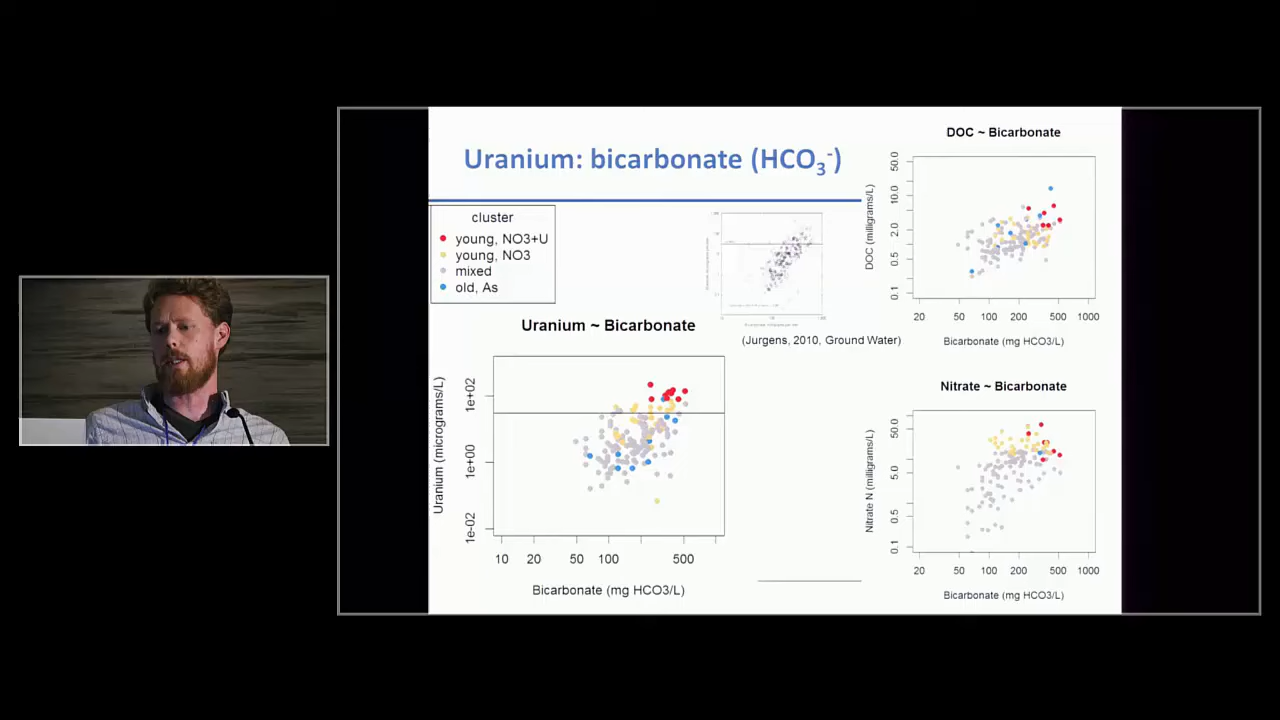 Uranium: bicarbonate (HCO3-)
cluster
young, NO3+U
young, NO3
mixed
old, As
(Jurgens, 2010, Ground Water)
Uranium ~ Bicarbonate
Uranium (micrograms/L)
1e+02
1e+00
1e-02
10 20 50 100 500
Bicarbonate (mg HCO3/L)
DOC ~ Bicarbonate
DOC (milligrams/L)
50.0
10.0
2.0
0.5
0.1
20 50 100 200 500 1000
Bicarbonate (mg HCO3/L)
Nitrate ~ Bicarbonate
Nitrate N (milligrams/L)
50.0
5.0
0.5
0.1
20 50 100 200 500 1000
Bicarbonate (mg HCO3/L)